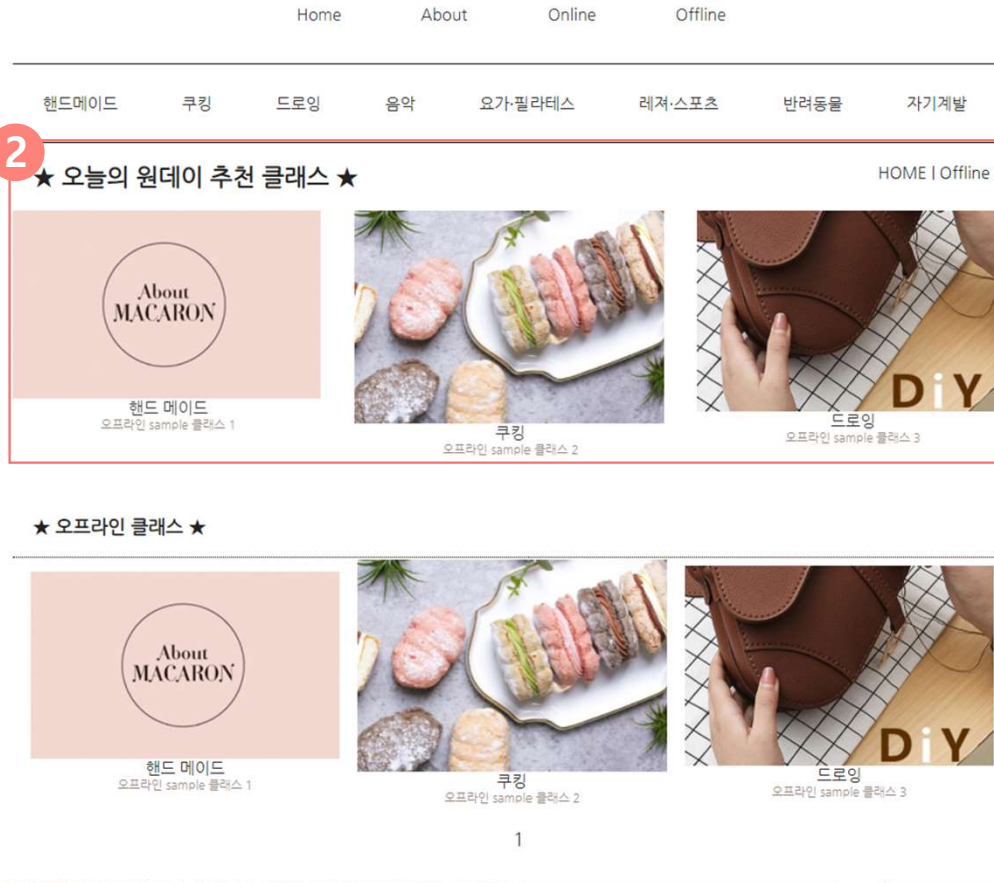 Home About Online Offline
핸드메이드 쿠킹 드로잉 음악 요가·필라테스 레져·스포츠 반려동물 자기계발
2
★ 오늘의 원데이 추천 클래스 ★
HOME | Offline
About
MACARON
DiY
핸드 메이드
오프라인 sample 클래스 1
쿠킹
오프라인 sample 클래스 2
드로잉
오프라인 sample 클래스 3
★ 오프라인 클래스 ★
About
MACARON
DiY
핸드 메이드
오프라인 sample 클래스 1
쿠킹
오프라인 sample 클래스 2
드로잉
오프라인 sample 클래스 3
1